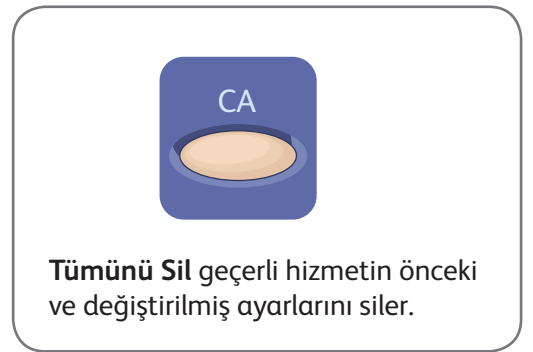 CA
Tümünü Sil geçerli hizmetin önceki
ve değiştirilmiş ayarlarını siler.